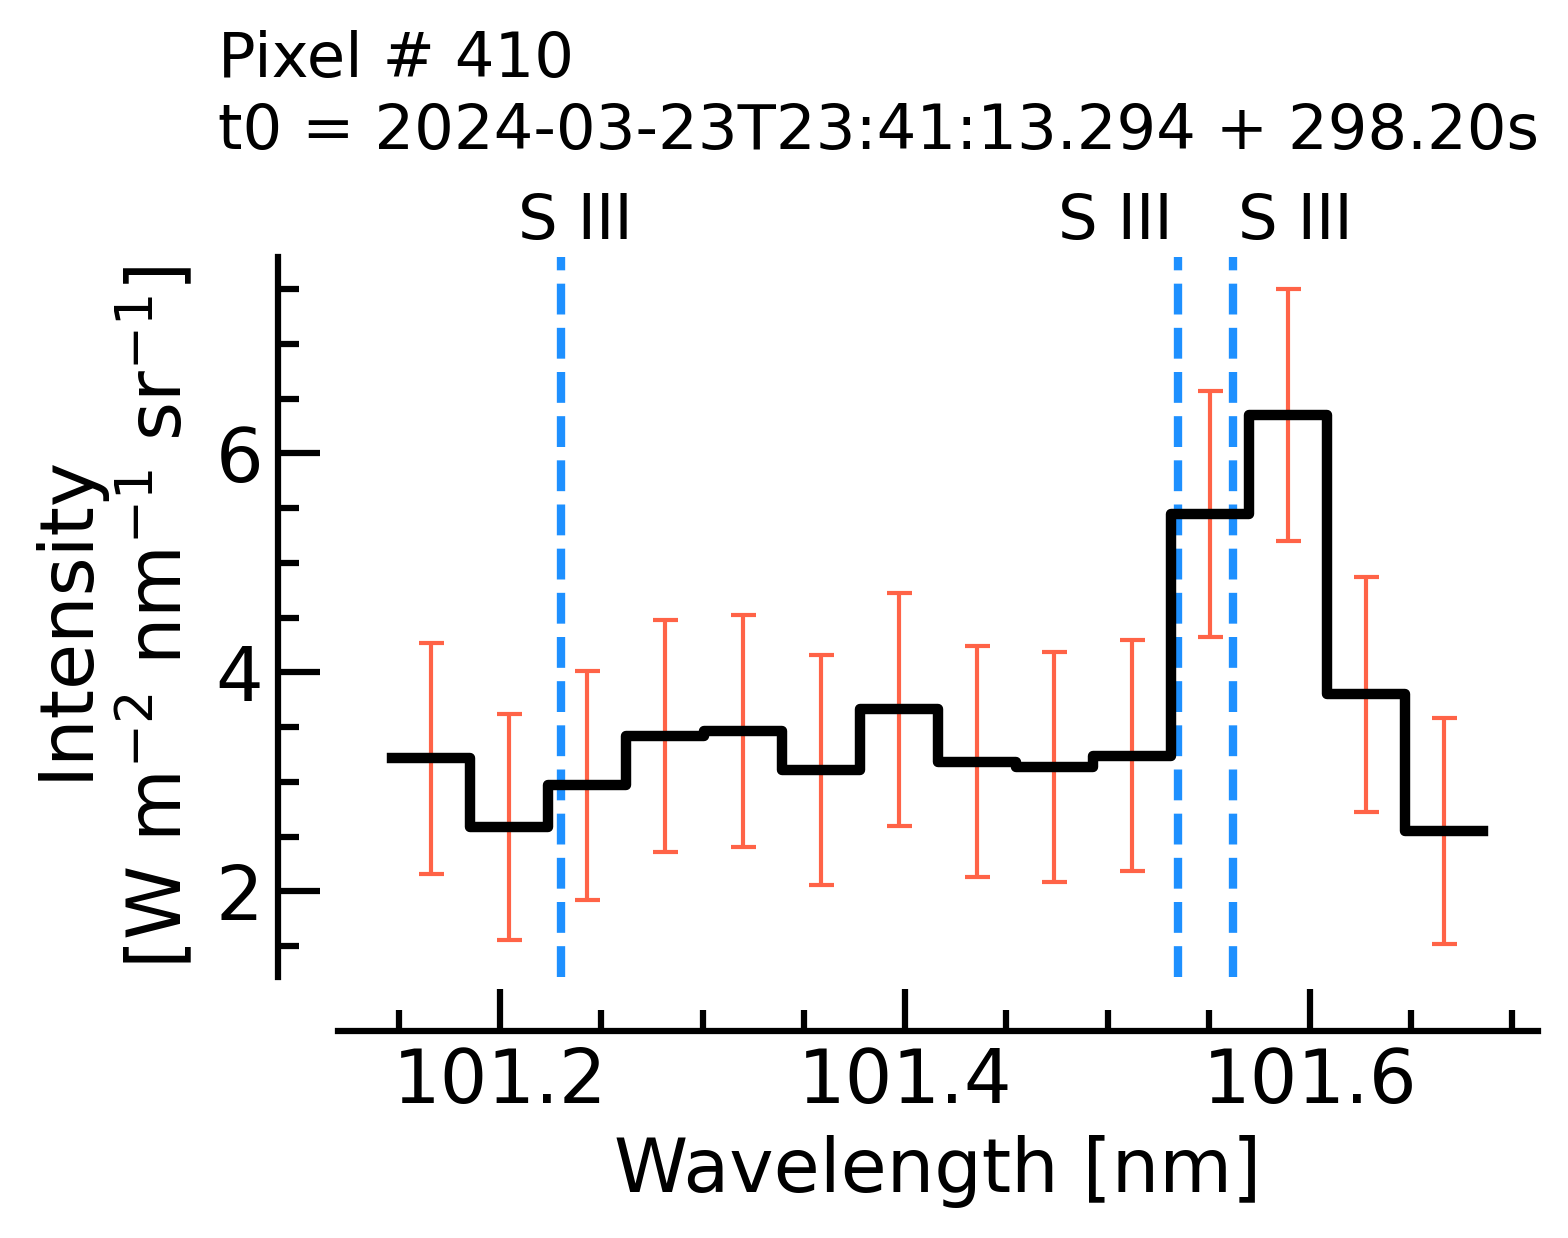 Pixel # 410
t0 = 2024-03-23T23:41:13.294 + 298.20s
S III S III S III
Intensity
[W m⁻² nm⁻¹ sr⁻¹]
6
4
2
101.2 101.4 101.6
Wavelength [nm]